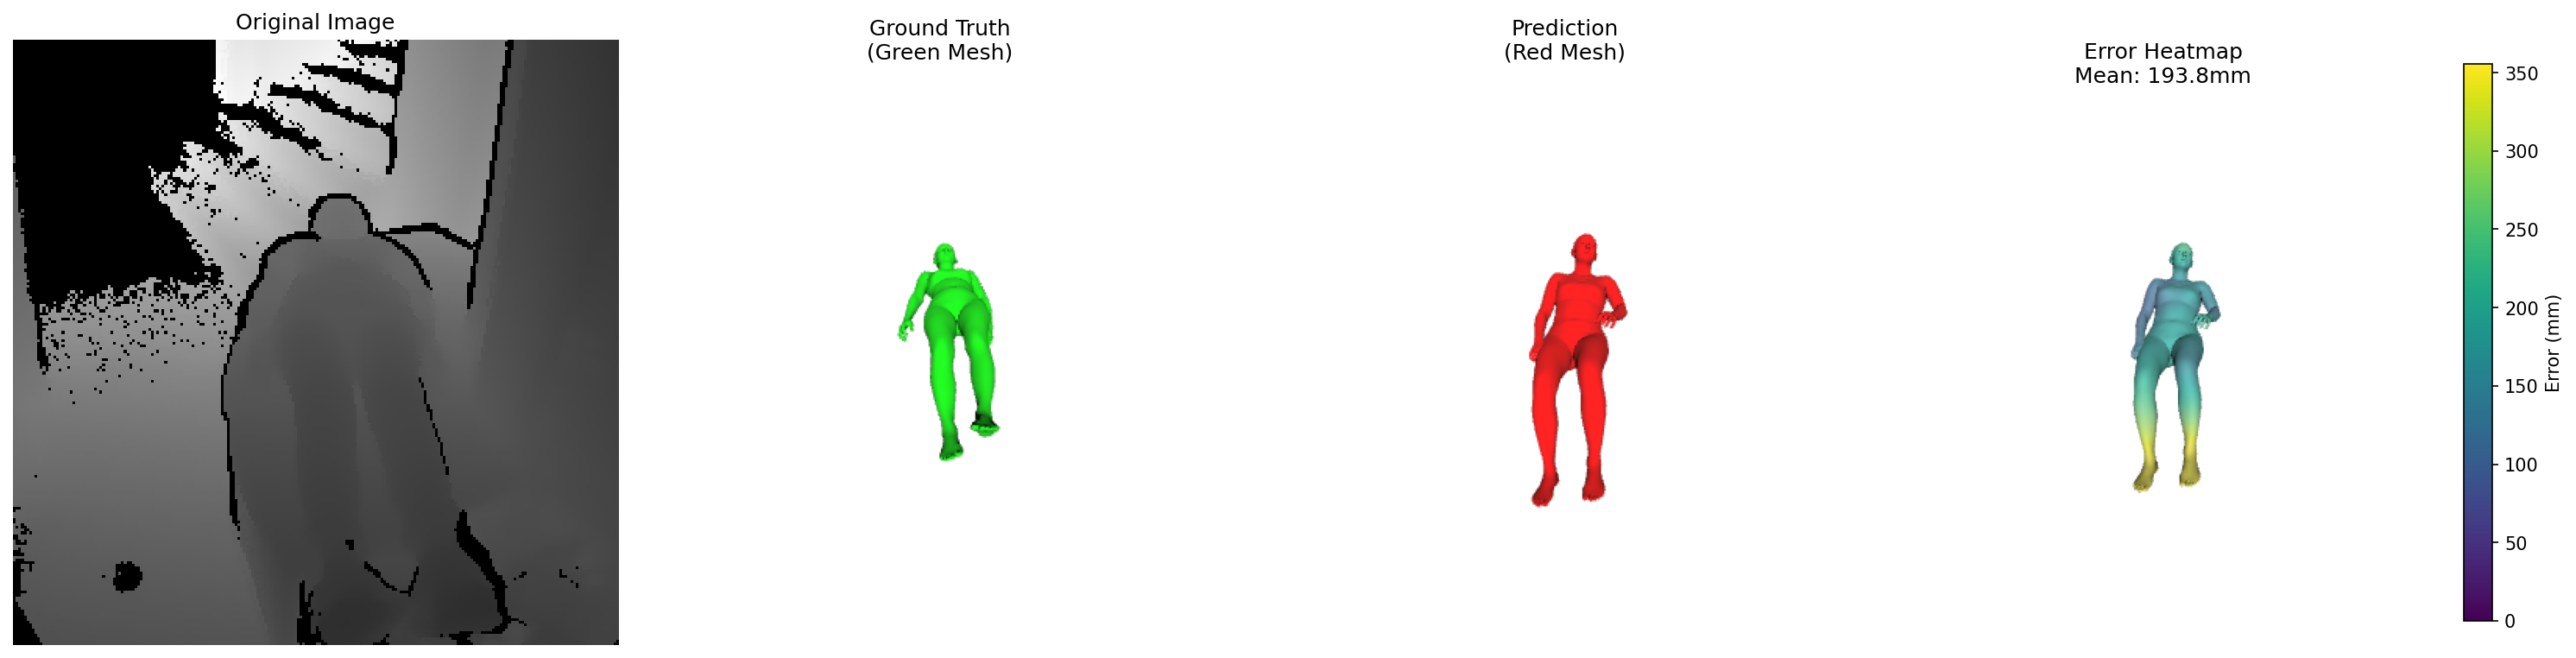 Original Image
Ground Truth
(Green Mesh)
Prediction
(Red Mesh)
Error Heatmap
Mean: 193.8mm
350
300
250
200
150
100
50
0
Error (mm)